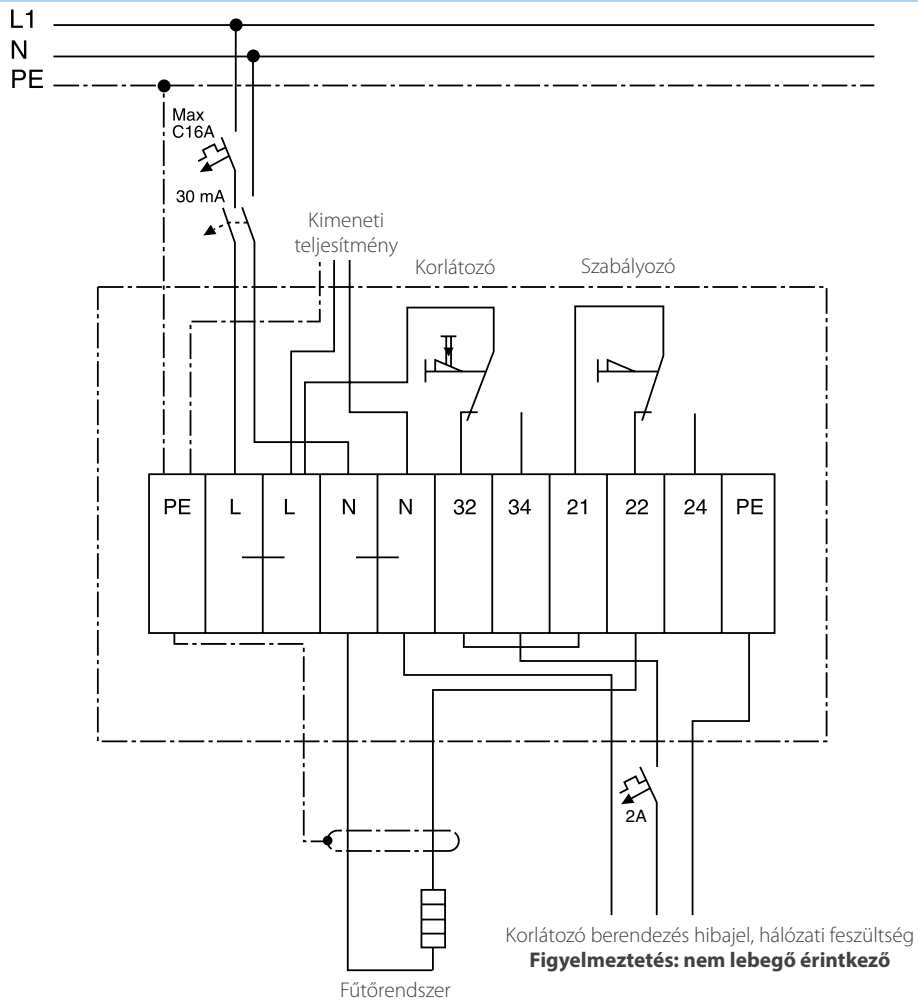 L1
N
PE
Max
C16A
30 mA
Kimeneti
teljesítmény
Korlátozó
Szabályozó
PE L L N N 32 34 21 22 24 PE
2A
Korlátozó berendezés hibajel, hálózati feszültség
Figyelmeztetés: nem lebegő érintkező
Fűtőrendszer